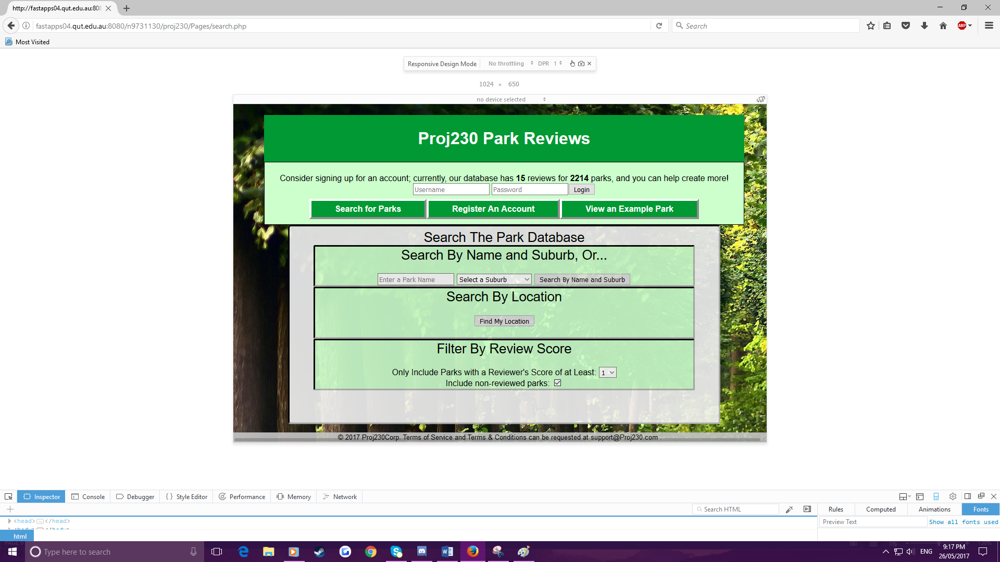 http://fastapps04.qut.edu.au:808
fastapps04.qut.edu.au:8080/n9731130/proj230/Pages/search.php
Search
ABP
Most Visited
Responsive Design Mode No throttling DPR 1
1024 × 650
no device selected
Proj230 Park Reviews
Consider signing up for an account; currently, our database has 15 reviews for 2214 parks, and you can help create more!
Username Password Login
Search for Parks Register An Account View an Example Park
Search The Park Database
Search By Name and Suburb, Or...
Enter a Park Name Select a Suburb Search By Name and Suburb
Search By Location
Find My Location
Filter By Review Score
Only Include Parks with a Reviewer's Score of at Least: 1
Include non-reviewed parks:
© 2017 Proj230Corp. Terms of Service and Terms & Conditions can be requested at support@Proj230.com .
Inspector Console Debugger { } Style Editor Performance Memory Network
Search HTML Rules Computed Animations Fonts
<head>...</head>
Preview Text Show all fonts used
<body>...</body>
html
PAGE 9
130%
Type here to search
ENG
9:17 PM
26/05/2017